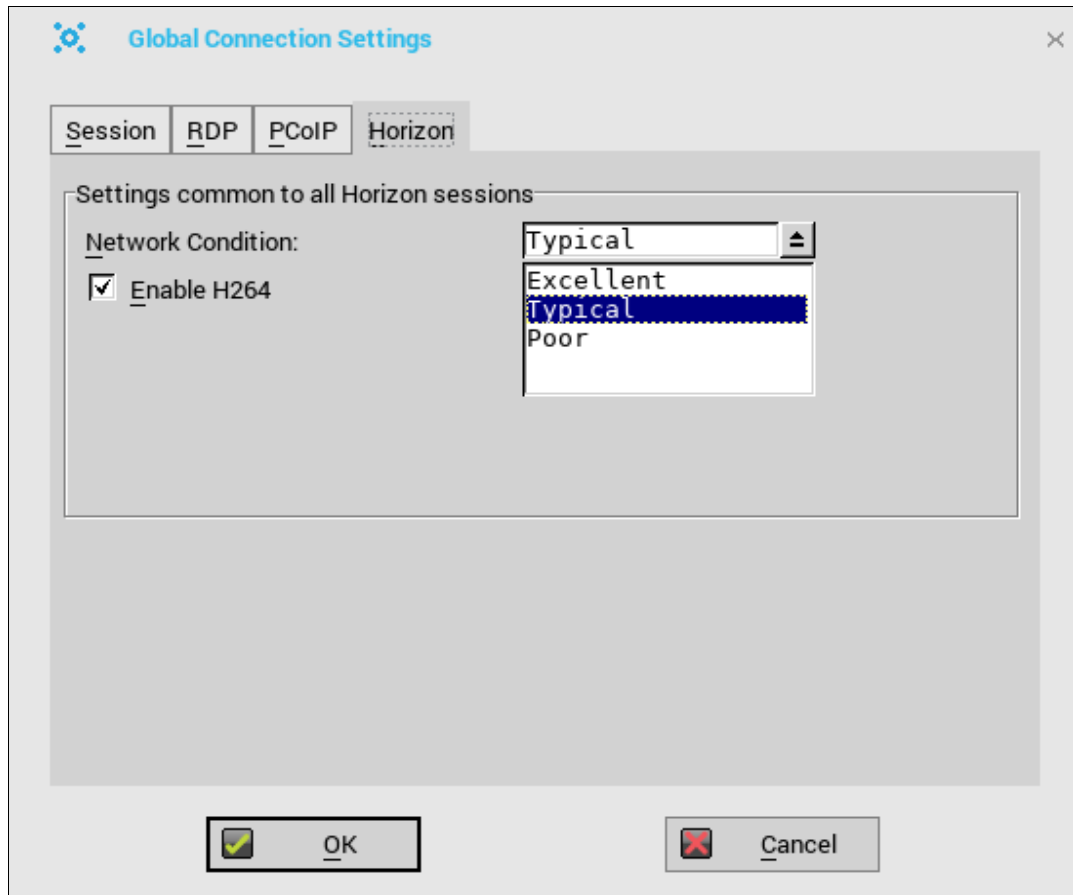 Global Connection Settings
Session RDP PCoIP Horizon
Settings common to all Horizon sessions
Network Condition: Typical
Enable H264
Excellent
Typical
Poor
OK Cancel